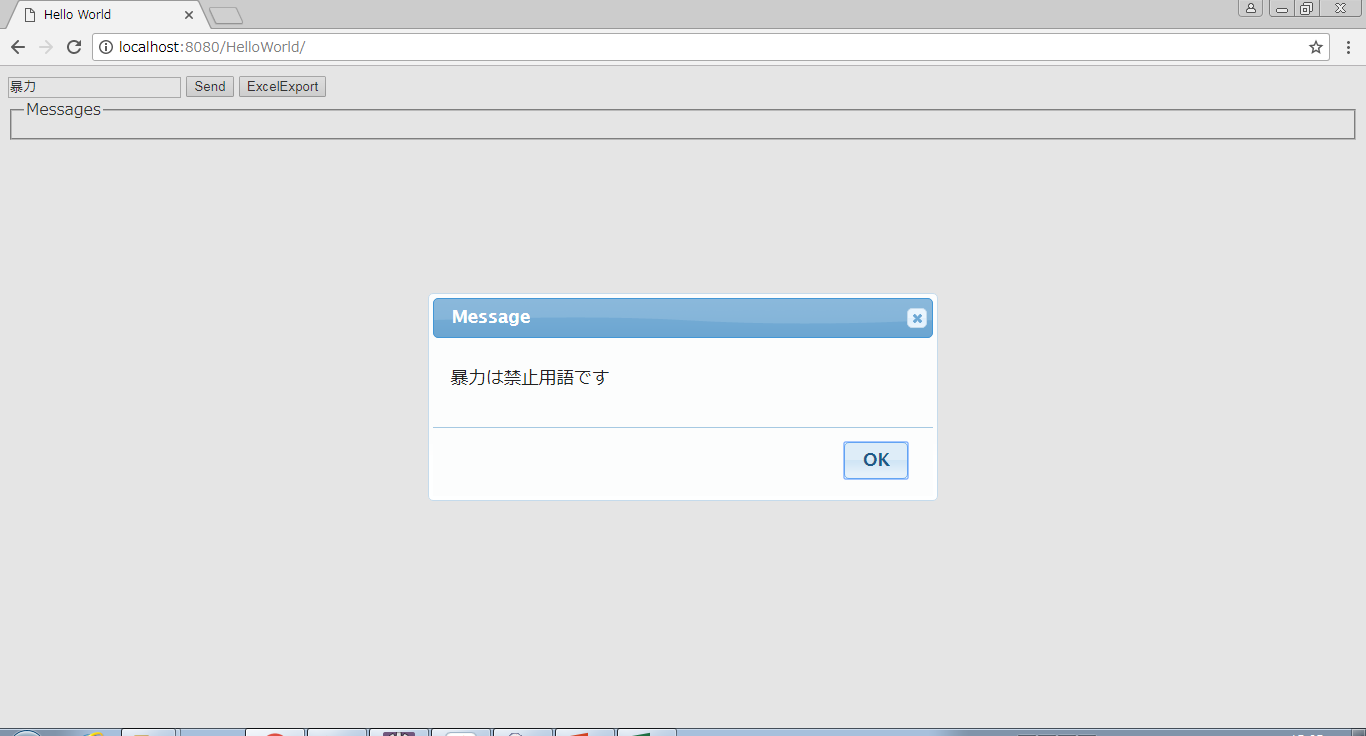 Hello World
localhost:8080/HelloWorld/
暴力 Send ExcelExport
Messages
Message
暴力は禁止用語です
OK